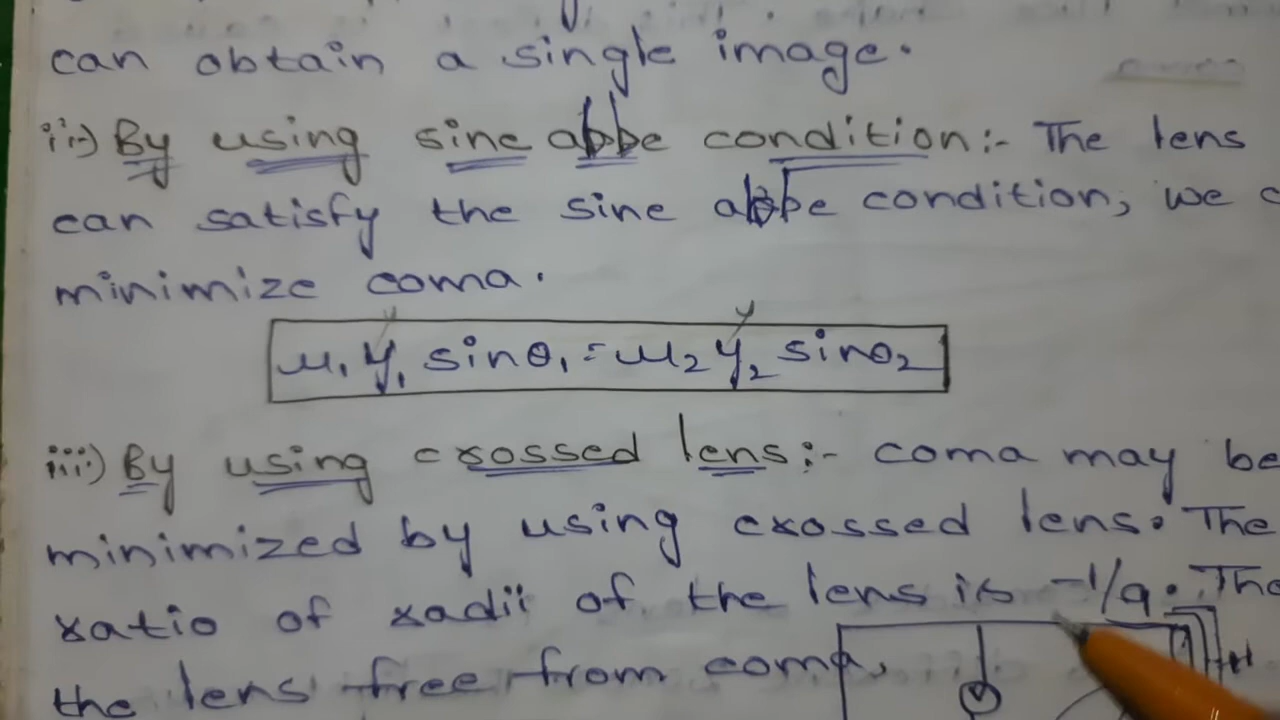 can obtain a single image.
ii:-) By using sine abbe condition:- The lens
can satisfy the sine abbe condition, we
minimize coma.
μ₁ y₁ sinθ₁ = μ₂ y₂ sinθ₂
iii:-) By using crossed lens:- coma may be
minimized by using crossed lens. The
ratio of radii of the lens is -1/9. The
the lens free from coma,